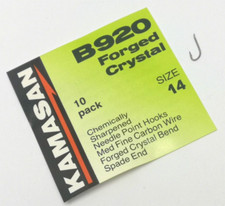 KAMASAN
B920
Forged
Crystal
SIZE
14
10
pack
Chemically
Sharpened
Needle Point Hooks
Med Fine Carbon Wire
Forged Crystal Bend
Spade End